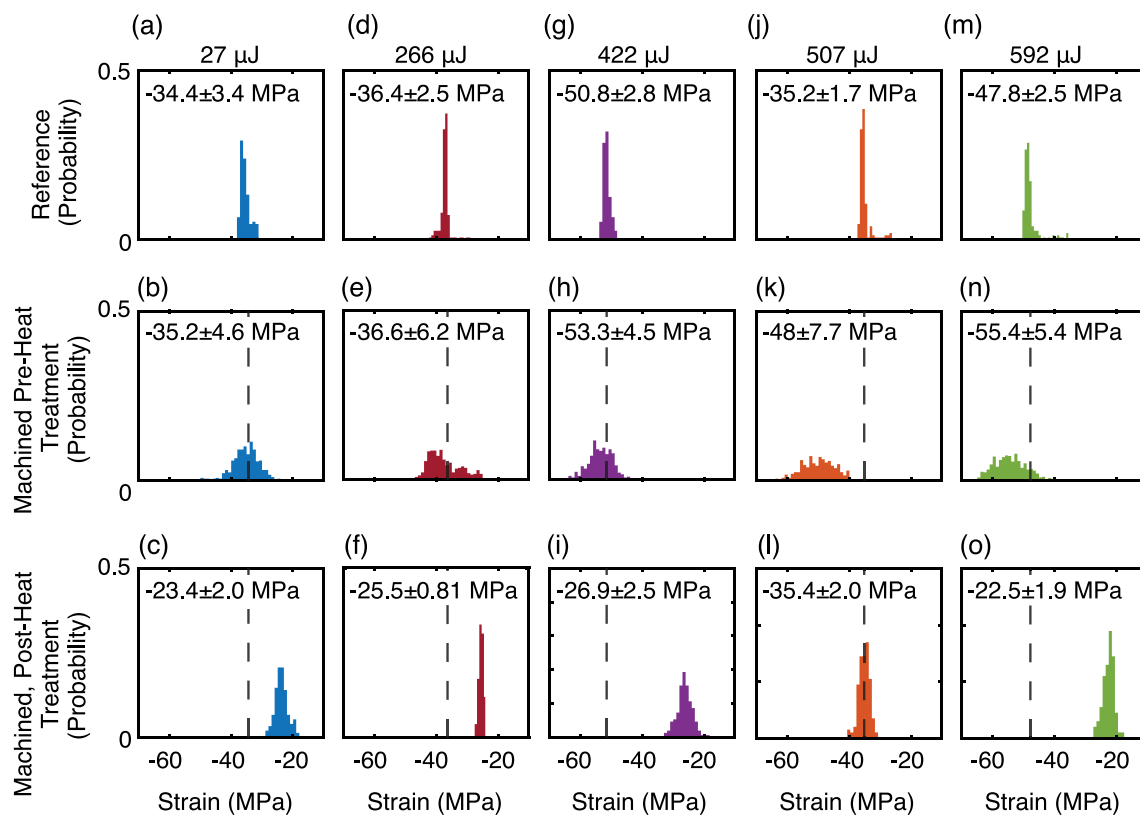 (a) (d) (g) (j) (m)
27 µJ 266 µJ 422 µJ 507 µJ 592 µJ
Reference
(Probability)
0.5
0
-34.4±3.4 MPa -36.4±2.5 MPa -50.8±2.8 MPa -35.2±1.7 MPa -47.8±2.5 MPa
(b) (e) (h) (k) (n)
Machined Pre-Heat
Treatment
(Probability)
0.5
0
-35.2±4.6 MPa -36.6±6.2 MPa -53.3±4.5 MPa -48±7.7 MPa -55.4±5.4 MPa
(c) (f) (i) (l) (o)
Machined, Post-Heat
Treatment
(Probability)
0.5
0
-23.4±2.0 MPa -25.5±0.81 MPa -26.9±2.5 MPa -35.4±2.0 MPa -22.5±1.9 MPa
-60 -40 -20 -60 -40 -20 -60 -40 -20 -60 -40 -20 -60 -40 -20
Strain (MPa) Strain (MPa) Strain (MPa) Strain (MPa) Strain (MPa)